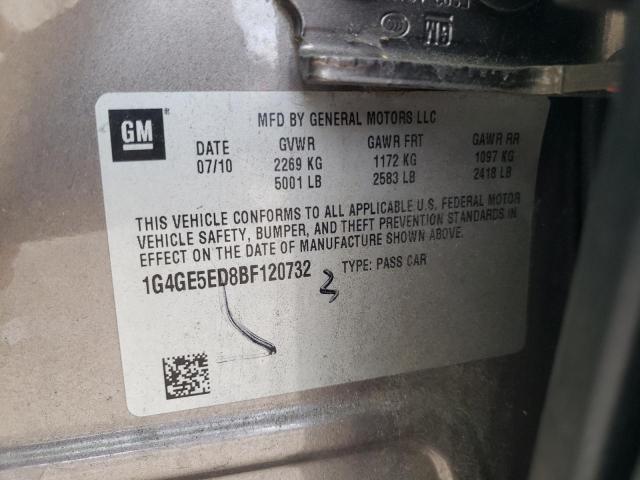 GM
MFD BY GENERAL MOTORS LLC
DATE GVWR GAWR FRT GAWR RR
07/10 2269 KG 1172 KG 1097 KG
5001 LB 2583 LB 2418 LB
THIS VEHICLE CONFORMS TO ALL APPLICABLE U.S. FEDERAL MOTOR
VEHICLE SAFETY, BUMPER, AND THEFT PREVENTION STANDARDS IN
EFFECT ON THE DATE OF MANUFACTURE SHOWN ABOVE.
1G4GE5ED8BF120732 TYPE: PASS CAR